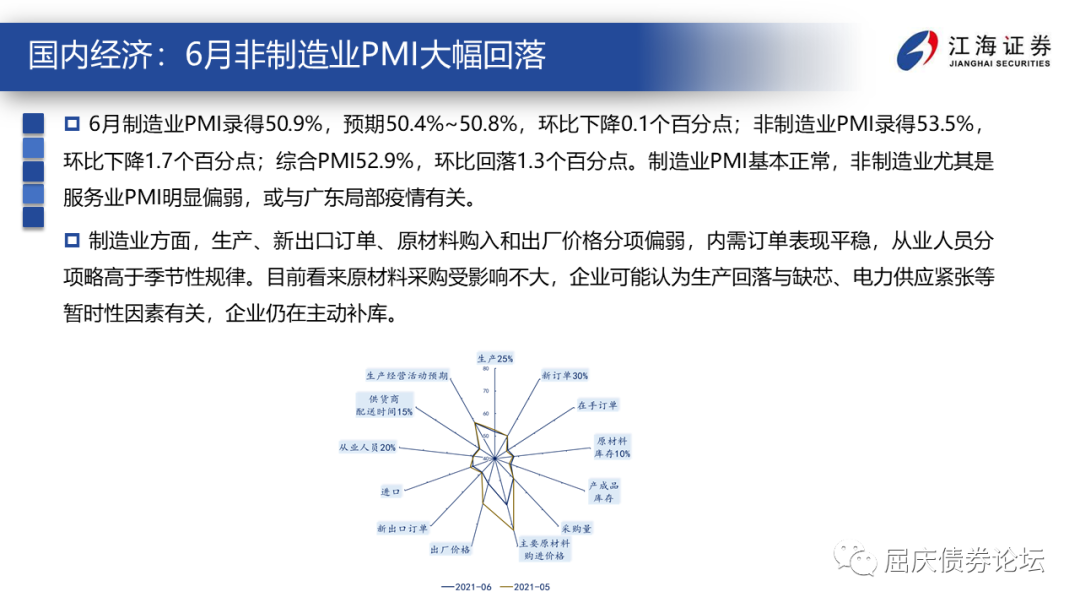 国内经济：6月非制造业PMI大幅回落
江海证券
JIANGHAI SECURITIES
6月制造业PMI录得50.9%，预期50.4%~50.8%，环比下降0.1个百分点；非制造业PMI录得53.5%，
环比下降1.7个百分点；综合PMI52.9%，环比回落1.3个百分点。制造业PMI基本正常，非制造业尤其是
服务业PMI明显偏弱，或与广东局部疫情有关。
制造业方面，生产、新出口订单、原材料购入和出厂价格分项偏弱，内需订单表现平稳，从业人员分
项略高于季节性规律。目前看来原材料采购受影响不大，企业可能认为生产回落与缺芯、电力供应紧张等
暂时性因素有关，企业仍在主动补库。
生产25%
80
70
60
50
40
新订单30%
在手订单
原材料
库存10%
产成品
库存
采购量
主要原材料
购进价格
出厂价格
新出口订单
进口
从业人员20%
供货商
配送时间15%
生产经营活动预期
2021-06
2021-05
屈庆债券论坛